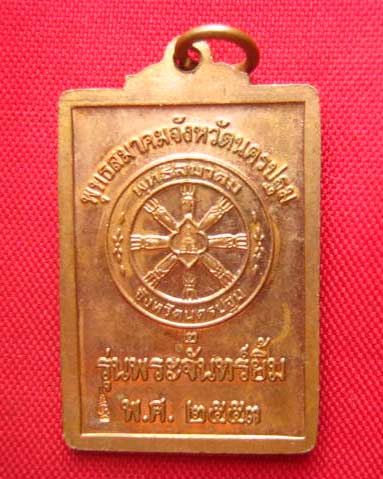 พุทธสมาคมจังหวัดนครปฐม
พุทธสมาคม
จังหวัดนครปฐม
๒
รุ่นพระจันทร์ยิ้ม
พ.ศ. ๒๕๕๓